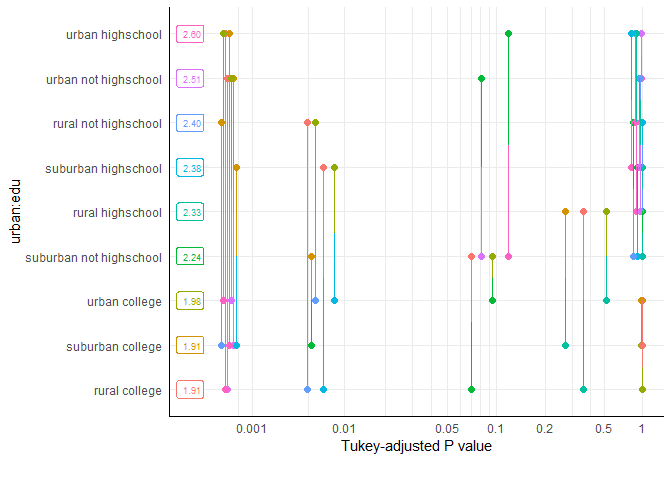 urban highschool 2.60
urban not highschool 2.51
rural not highschool 2.40
suburban highschool 2.38
rural highschool 2.33
suburban not highschool 2.24
urban college 1.98
suburban college 1.91
rural college 1.91
urban:edu
0.001 0.01 0.05 0.1 0.2 0.5 1
Tukey-adjusted P value